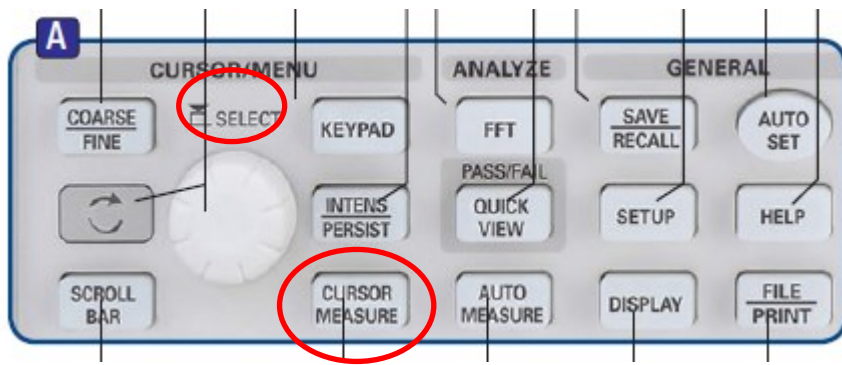 A
CURSOR/MENU
ANALYZE
GENERAL
COARSE
FINE
SELECT
KEYPAD
FFT
SAVE
RECALL
AUTO
SET
PASS/FAIL
INTENS
PERSIST
QUICK
VIEW
SETUP
HELP
SCROLL
BAR
CURSOR
MEASURE
AUTO
MEASURE
DISPLAY
FILE
PRINT